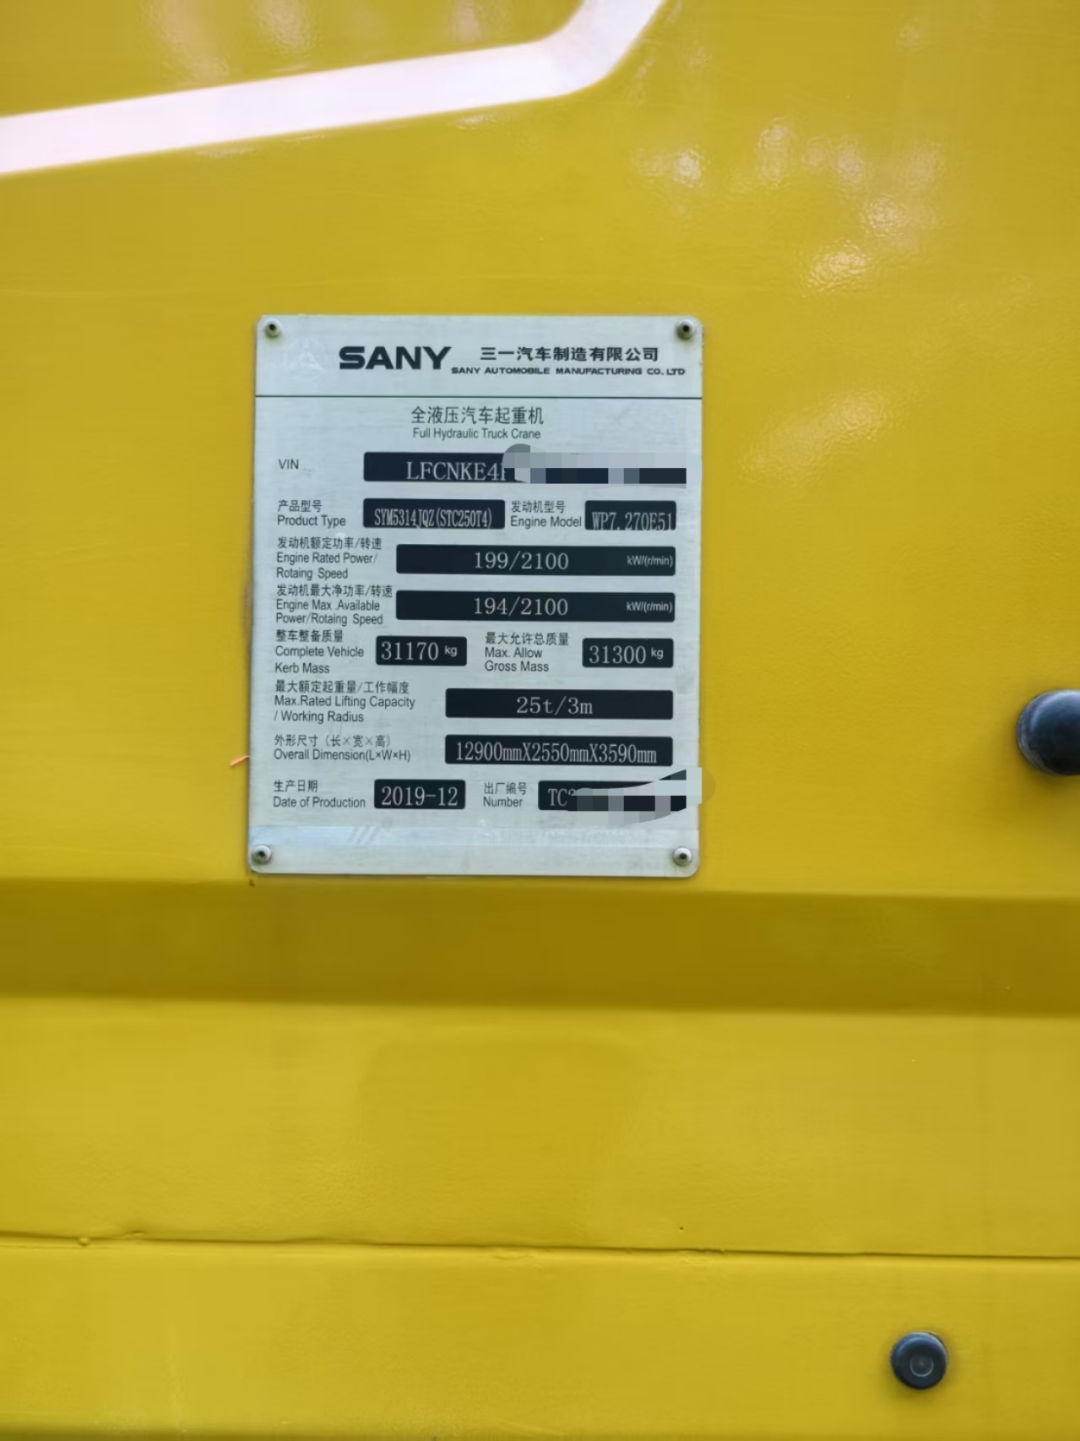 SANY 三一汽车制造有限公司
SANY AUTOMOBILE MANUFACTURING CO.,LTD
全液压汽车起重机
Full Hydraulic Truck Crane
VIN LFCNKE4
产品型号 SYM5314JQZ(STC250T4) 发动机型号 WP7.270E51
Product Type Engine Model
发动机额定功率/转速
Engine Rated Power/ 199/2100 kW/(r/min)
Rotaing Speed
发动机最大净功率/转速
Engine Max .Available 194/2100 kW/(r/min)
Power/Rotaing Speed
整车整备质量 最大允许总质量
Complete Vehicle 31170 kg Max. Allow 31300 kg
Kerb Mass Gross Mass
最大额定起重量/工作幅度
Max.Rated Lifting Capacity 25t/3m
/ Working Radius
外形尺寸（长×宽×高） 12900mmX2550mmX3590mm
Overall Dimension(L×W×H)
生产日期 2019-12 出厂编号 TC
Date of Production Number